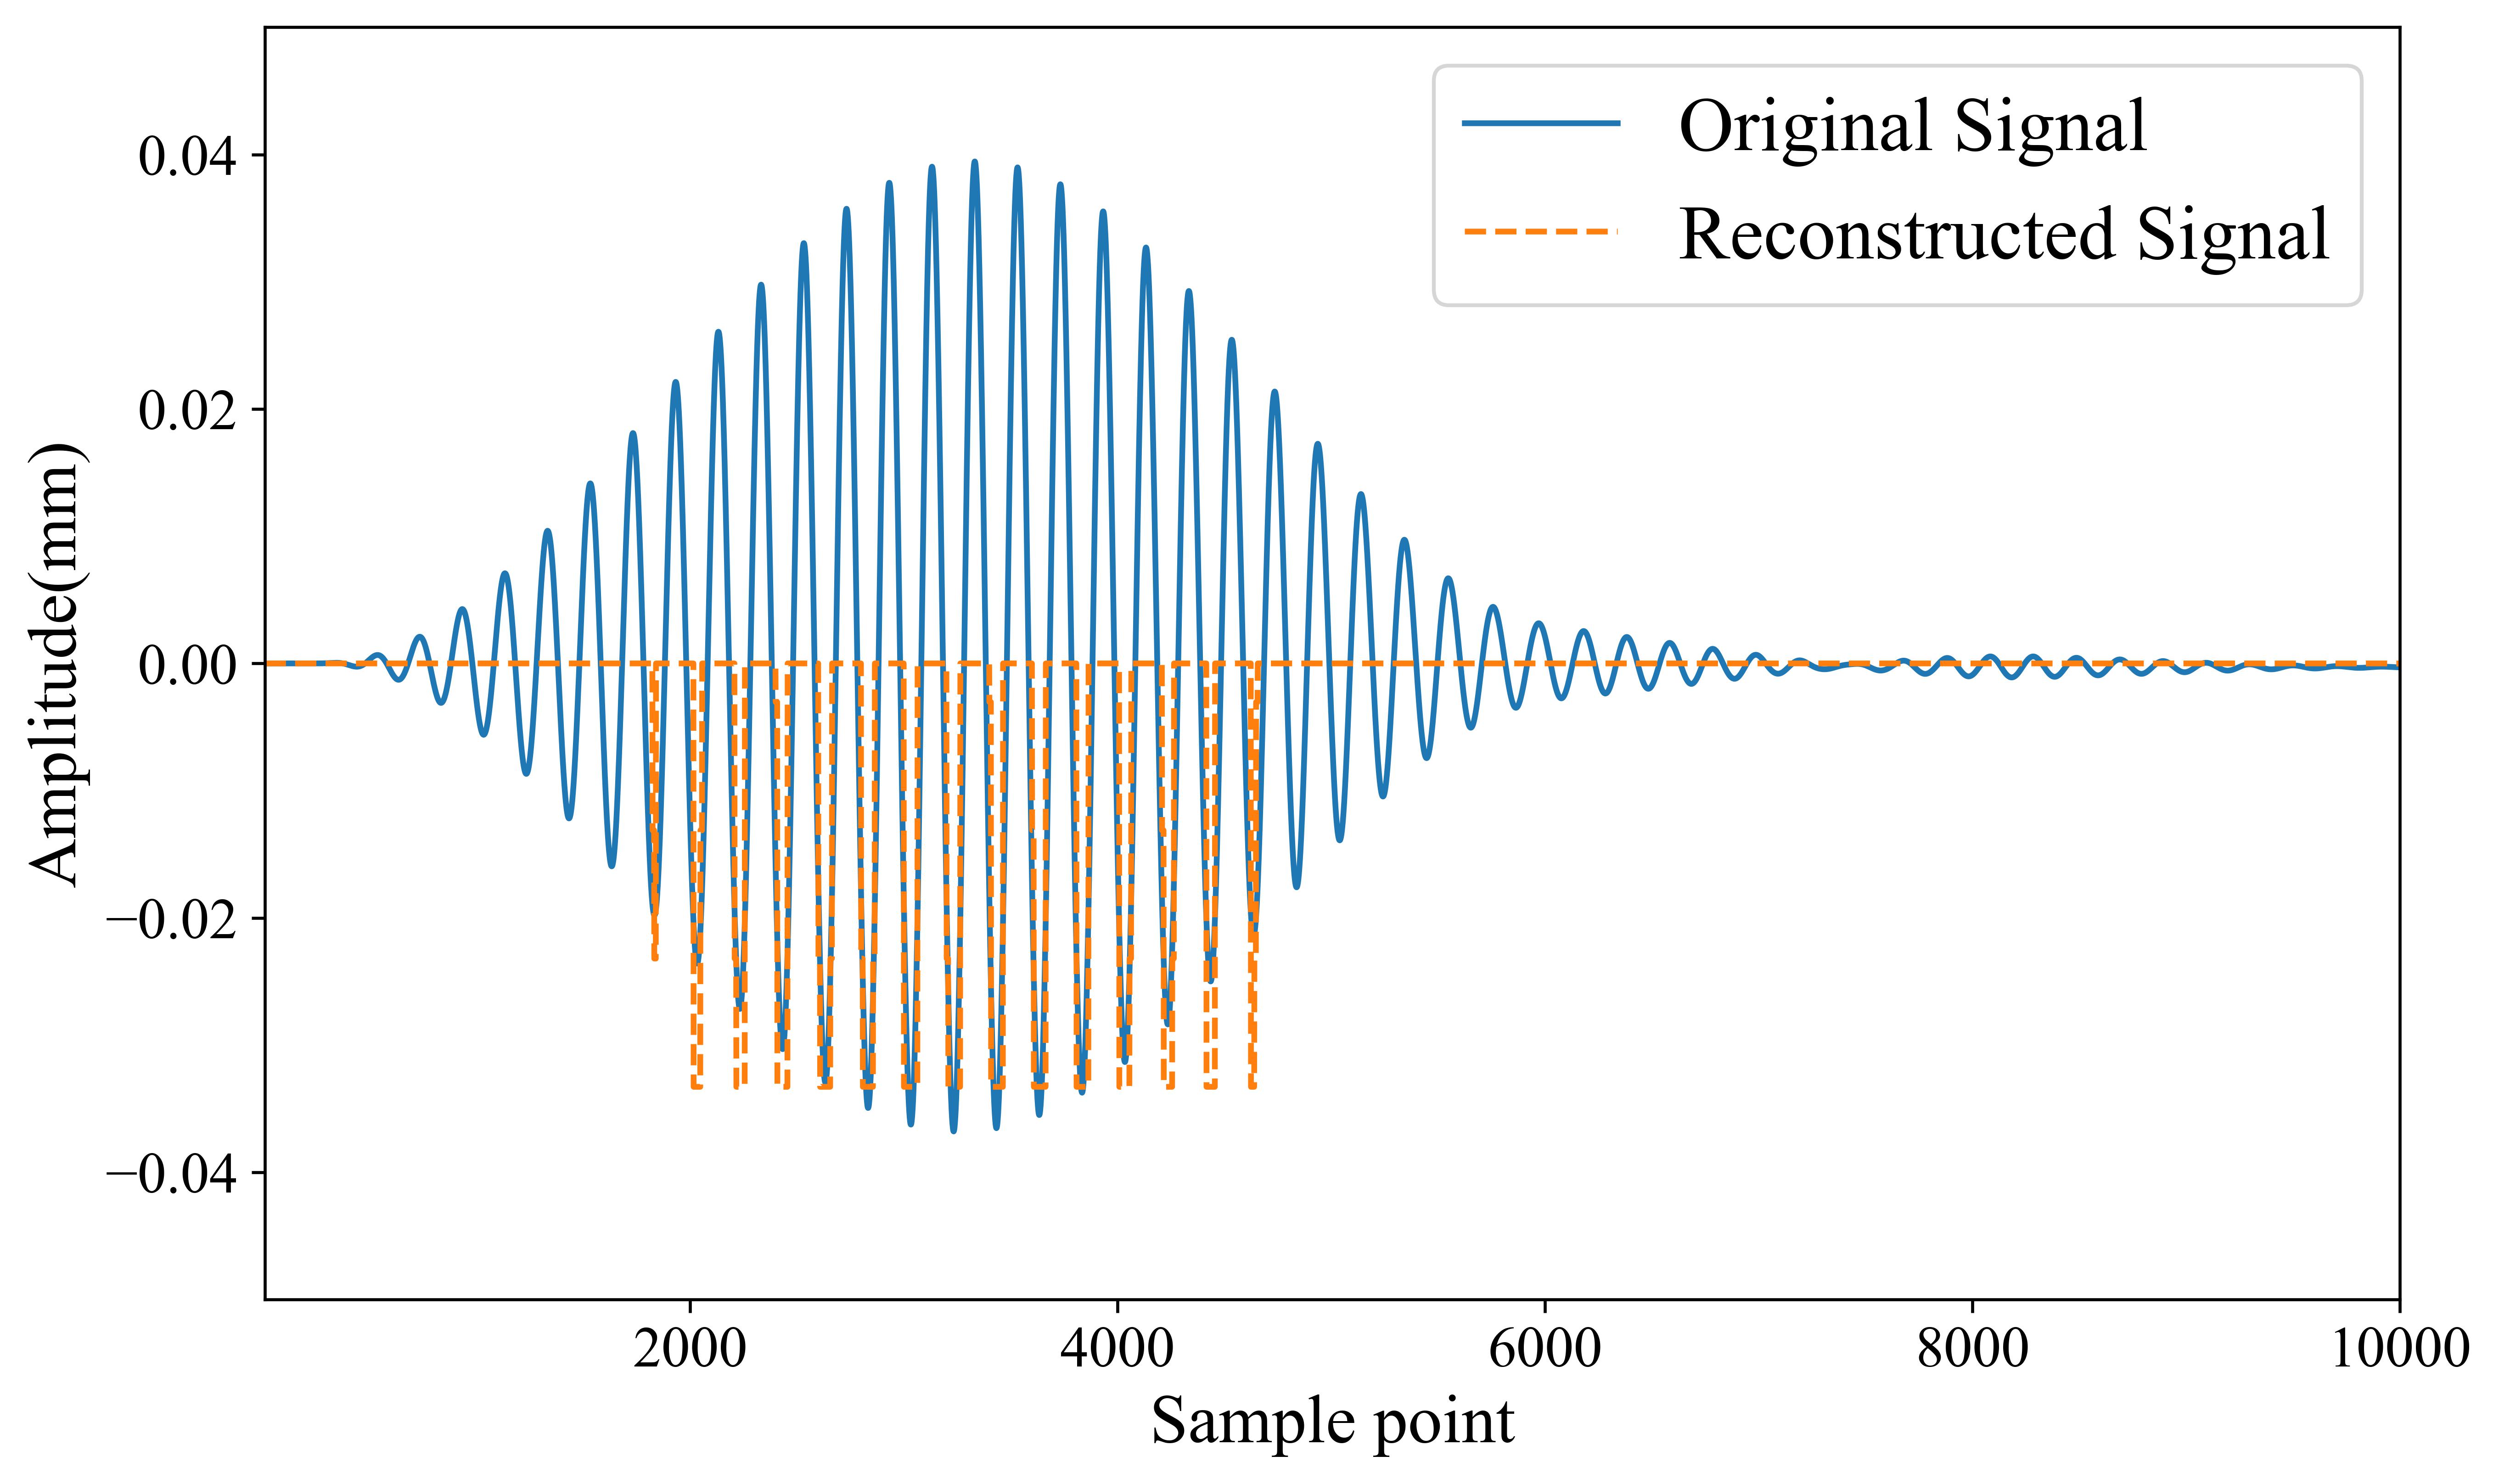 Original Signal
Reconstructed Signal
0.04
0.02
0.00
−0.02
−0.04
Amplitude(mm)
2000 4000 6000 8000 10000
Sample point